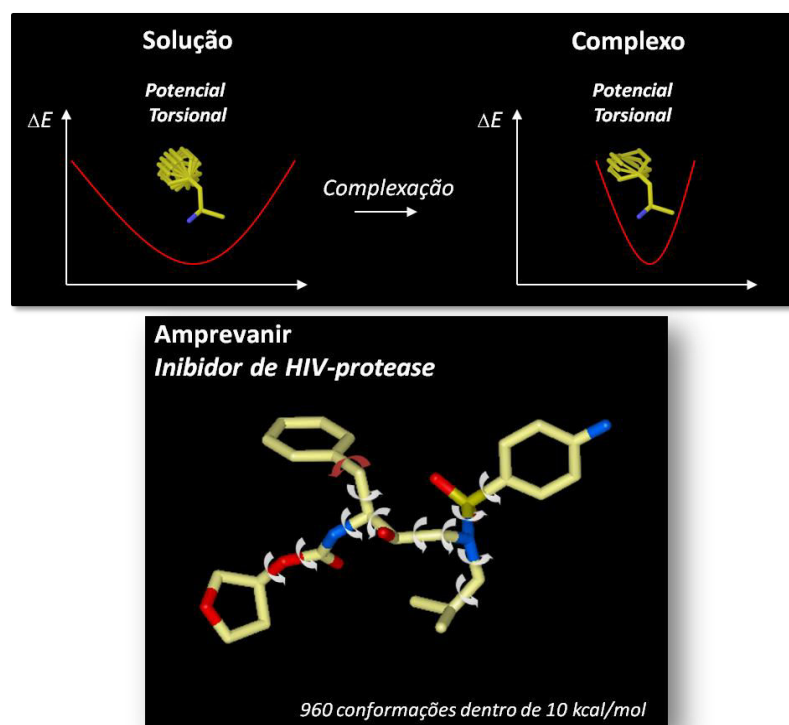 Solução
Complexo
Potencial
Torsional
ΔE
Complexação
Potencial
Torsional
ΔE
Amprevanir
Inibidor de HIV-protease
960 conformações dentro de 10 kcal/mol